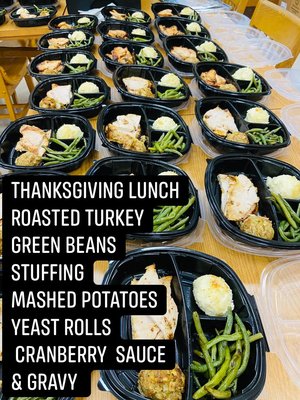 THANKSGIVING LUNCH
ROASTED TURKEY
GREEN BEANS
STUFFING
MASHED POTATOES
YEAST ROLLS
CRANBERRY SAUCE
& GRAVY